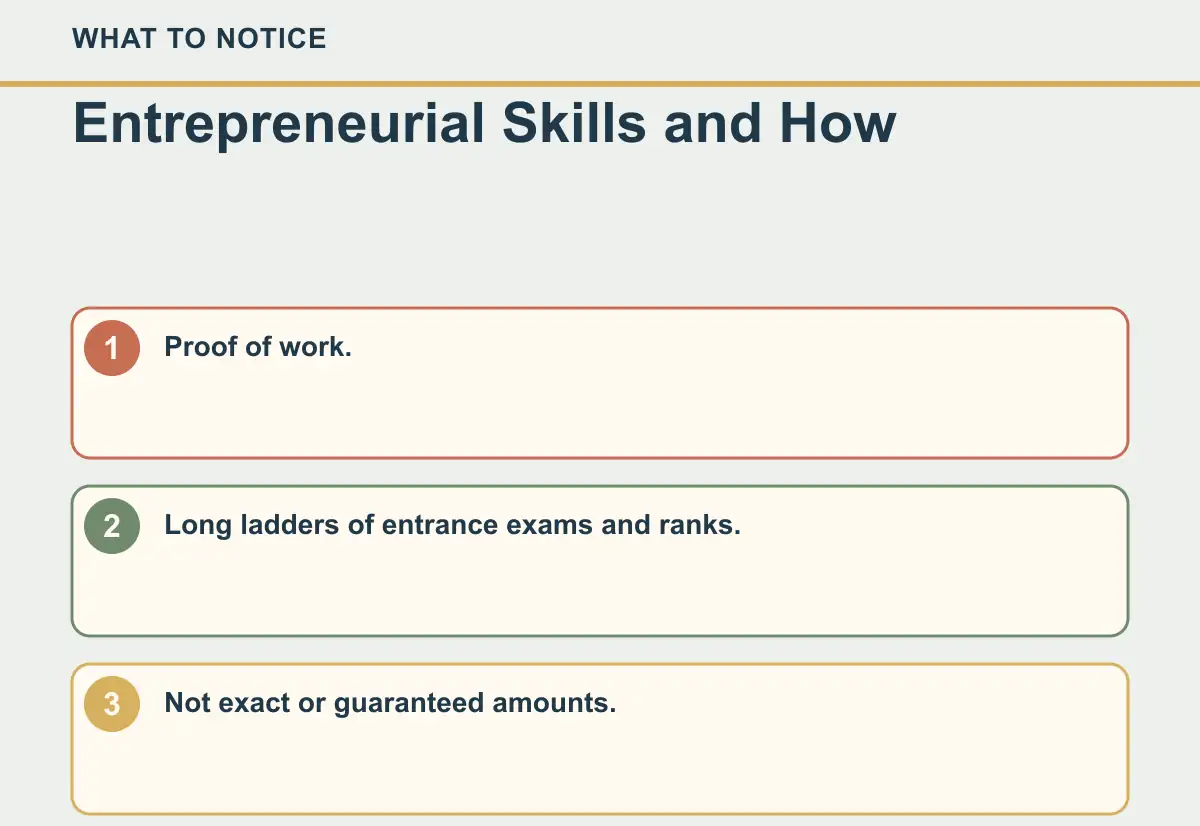 WHAT TO NOTICE
Entrepreneurial Skills and How
1
Proof of work.
2
Long ladders of entrance exams and ranks.
3
Not exact or guaranteed amounts.